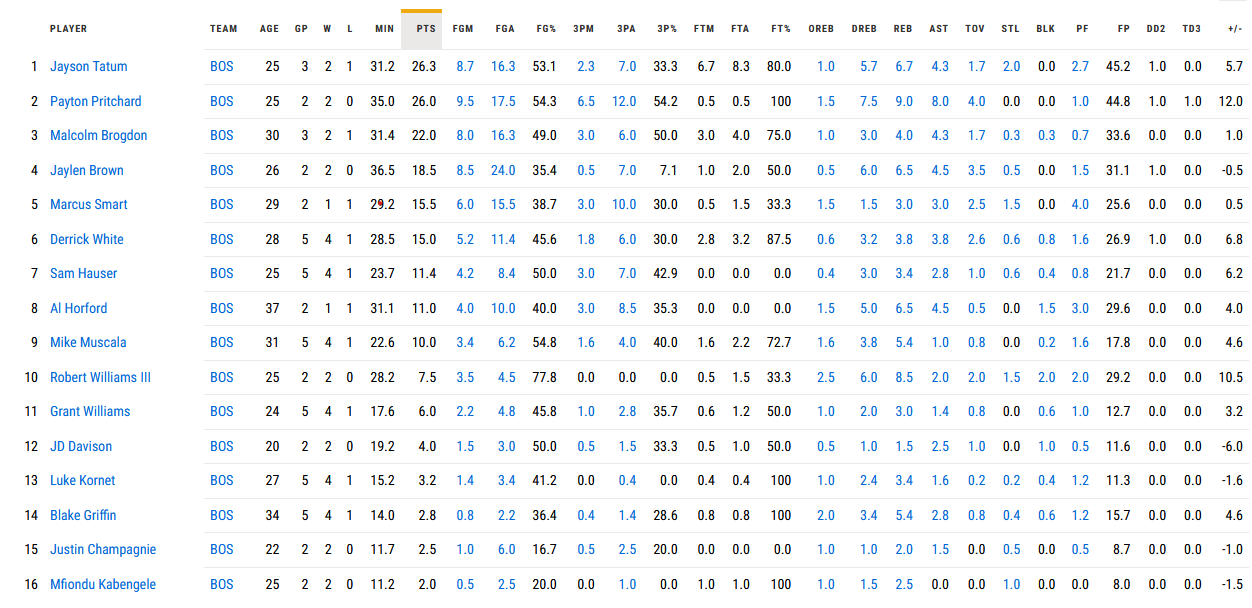 PLAYER TEAM AGE GP W L MIN PTS FGM FGA FG% 3PM 3PA 3P% FTM FTA FT% OREB DREB REB AST TOV STL BLK PF FP DD2 TD3 +/-
1 Jayson Tatum BOS 25 3 2 1 31.2 26.3 8.7 16.3 53.1 2.3 7.0 33.3 6.7 8.3 80.0 1.0 5.7 6.7 4.3 1.7 2.0 0.0 2.7 45.2 1.0 0.0 5.7
2 Payton Pritchard BOS 25 2 2 0 35.0 26.0 9.5 17.5 54.3 6.5 12.0 54.2 0.5 0.5 100 1.5 7.5 9.0 8.0 4.0 0.0 0.0 1.0 44.8 1.0 1.0 12.0
3 Malcolm Brogdon BOS 30 3 2 1 31.4 22.0 8.0 16.3 49.0 3.0 6.0 50.0 3.0 4.0 75.0 1.0 3.0 4.0 4.3 1.7 0.3 0.3 0.7 33.6 0.0 0.0 1.0
4 Jaylen Brown BOS 26 2 2 0 36.5 18.5 8.5 24.0 35.4 0.5 7.0 7.1 1.0 2.0 50.0 0.5 6.0 6.5 4.5 3.5 0.5 0.0 1.5 31.1 1.0 0.0 -0.5
5 Marcus Smart BOS 29 2 1 1 29.2 15.5 6.0 15.5 38.7 3.0 10.0 30.0 0.5 1.5 33.3 1.5 1.5 3.0 3.0 2.5 1.5 0.0 4.0 25.6 0.0 0.0 0.5
6 Derrick White BOS 28 5 4 1 28.5 15.0 5.2 11.4 45.6 1.8 6.0 30.0 2.8 3.2 87.5 0.6 3.2 3.8 3.8 2.6 0.6 0.8 1.6 26.9 1.0 0.0 6.8
7 Sam Hauser BOS 25 5 4 1 23.7 11.4 4.2 8.4 50.0 3.0 7.0 42.9 0.0 0.0 0.0 0.4 3.0 3.4 2.8 1.0 0.6 0.4 0.8 21.7 0.0 0.0 6.2
8 Al Horford BOS 37 2 1 1 31.1 11.0 4.0 10.0 40.0 3.0 8.5 35.3 0.0 0.0 0.0 1.5 5.0 6.5 4.5 0.5 0.0 1.5 3.0 29.6 0.0 0.0 4.0
9 Mike Muscala BOS 31 5 4 1 22.6 10.0 3.4 6.2 54.8 1.6 4.0 40.0 1.6 2.2 72.7 1.6 3.8 5.4 1.0 0.8 0.0 0.2 1.6 17.8 0.0 0.0 4.6
10 Robert Williams III BOS 25 2 2 0 28.2 7.5 3.5 4.5 77.8 0.0 0.0 0.0 0.5 1.5 33.3 2.5 6.0 8.5 2.0 2.0 1.5 2.0 2.0 29.2 0.0 0.0 10.5
11 Grant Williams BOS 24 5 4 1 17.6 6.0 2.2 4.8 45.8 1.0 2.8 35.7 0.6 1.2 50.0 1.0 2.0 3.0 1.4 0.8 0.0 0.6 1.0 12.7 0.0 0.0 3.2
12 JD Davison BOS 20 2 2 0 19.2 4.0 1.5 3.0 50.0 0.5 1.5 33.3 0.5 1.0 50.0 0.5 1.0 1.5 2.5 1.0 0.0 1.0 0.5 11.6 0.0 0.0 -6.0
13 Luke Kornet BOS 27 5 4 1 15.2 3.2 1.4 3.4 41.2 0.0 0.4 0.0 0.4 0.4 100 1.0 2.4 3.4 1.6 0.2 0.2 0.4 1.2 11.3 0.0 0.0 -1.6
14 Blake Griffin BOS 34 5 4 1 14.0 2.8 0.8 2.2 36.4 0.4 1.4 28.6 0.8 0.8 100 2.0 3.4 5.4 2.8 0.8 0.4 0.6 1.2 15.7 0.0 0.0 4.6
15 Justin Champagnie BOS 22 2 2 0 11.7 2.5 1.0 6.0 16.7 0.5 2.5 20.0 0.0 0.0 0.0 1.0 1.0 2.0 1.5 0.0 0.5 0.0 0.5 8.7 0.0 0.0 -1.0
16 Mfiondu Kabengele BOS 25 2 2 0 11.2 2.0 0.5 2.5 20.0 0.0 1.0 0.0 1.0 1.0 100 1.0 1.5 2.5 0.0 0.0 1.0 0.0 0.0 8.0 0.0 0.0 -1.5